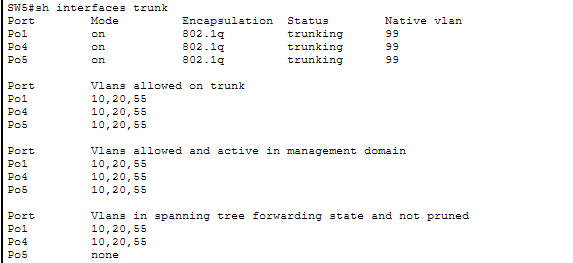 SW5#sh interfaces trunk
Port        Mode         Encapsulation  Status        Native vlan
Po1         on           802.1q         trunking      99
Po4         on           802.1q         trunking      99
Po5         on           802.1q         trunking      99

Port        Vlans allowed on trunk
Po1         10,20,55
Po4         10,20,55
Po5         10,20,55

Port        Vlans allowed and active in management domain
Po1         10,20,55
Po4         10,20,55
Po5         10,20,55

Port        Vlans in spanning tree forwarding state and not pruned
Po1         10,20,55
Po4         10,20,55
Po5         none